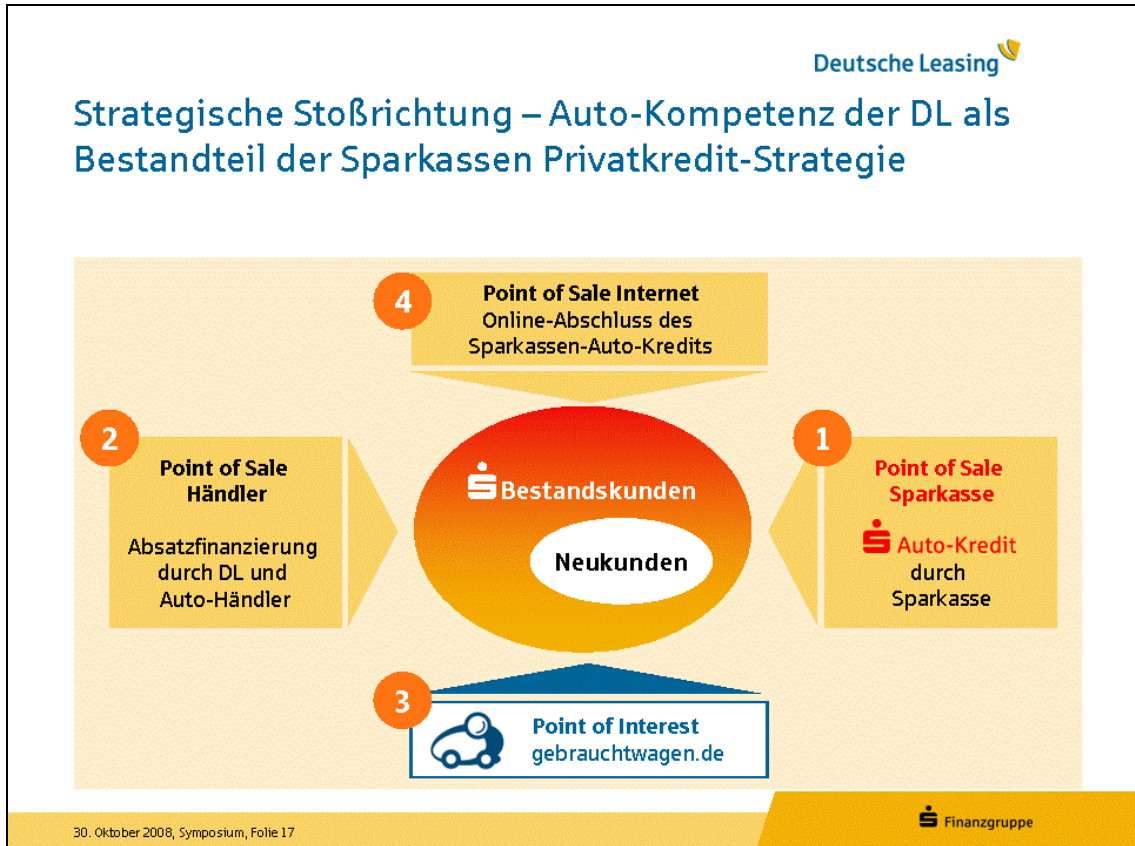 Deutsche Leasing
Strategische Stoßrichtung – Auto-Kompetenz der DL als
Bestandteil der Sparkassen Privatkredit-Strategie
4
Point of Sale Internet
Online-Abschluss des
Sparkassen-Auto-Kredits
2
Point of Sale
Händler
Absatzfinanzierung
durch DL und
Auto-Händler
Bestandskunden
Neukunden
1
Point of Sale
Sparkasse
Auto-Kredit
durch
Sparkasse
3
Point of Interest
gebrauchtwagen.de
30. Oktober 2008, Symposium, Folie 17
Finanzgruppe